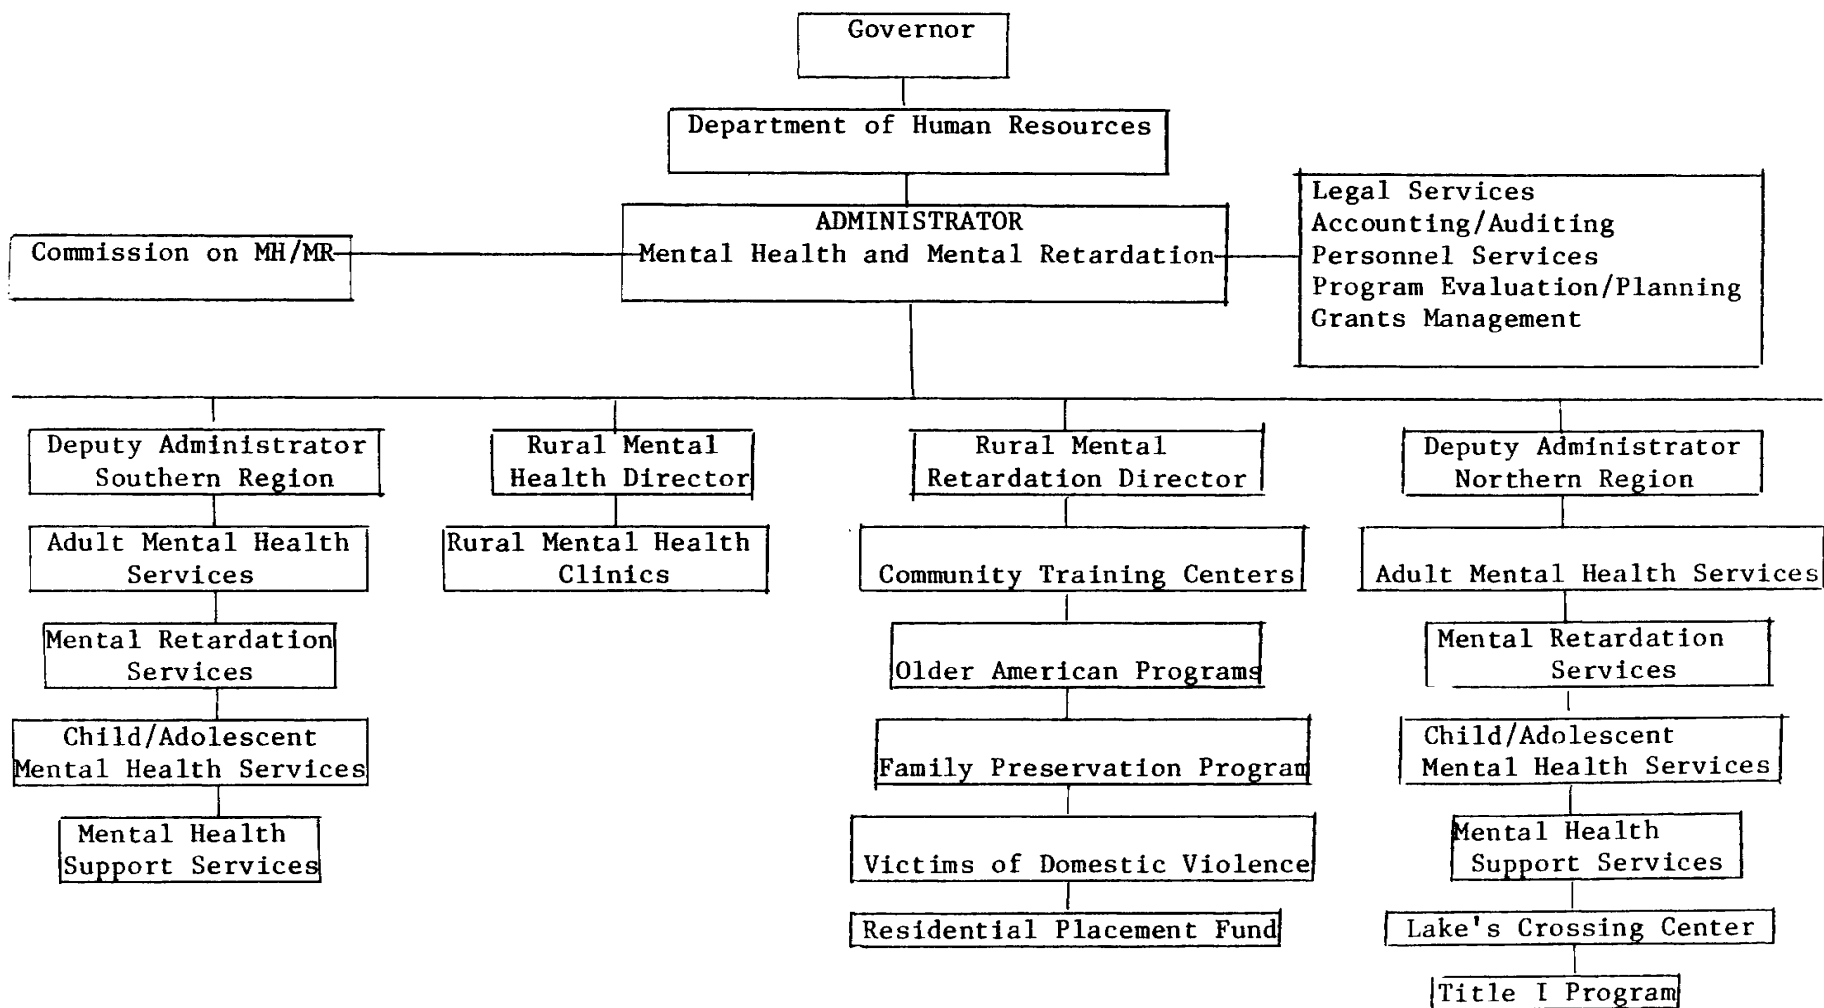 Governor
Department of Human Resources
ADMINISTRATOR
Mental Health and Mental Retardation
Commission on MH/MR
Legal Services
Accounting/Auditing
Personnel Services
Program Evaluation/Planning
Grants Management
Deputy Administrator
Southern Region
Adult Mental Health
Services
Mental Retardation
Services
Child/Adolescent
Mental Health Services
Mental Health
Support Services
Rural Mental
Health Director
Rural Mental Health
Clinics
Rural Mental
Retardation Director
Community Training Centers
Older American Programs
Family Preservation Program
Victims of Domestic Violence
Residential Placement Fund
Deputy Administrator
Northern Region
Adult Mental Health Services
Mental Retardation
Services
Child/Adolescent
Mental Health Services
Mental Health
Support Services
Lake's Crossing Center
Title I Program